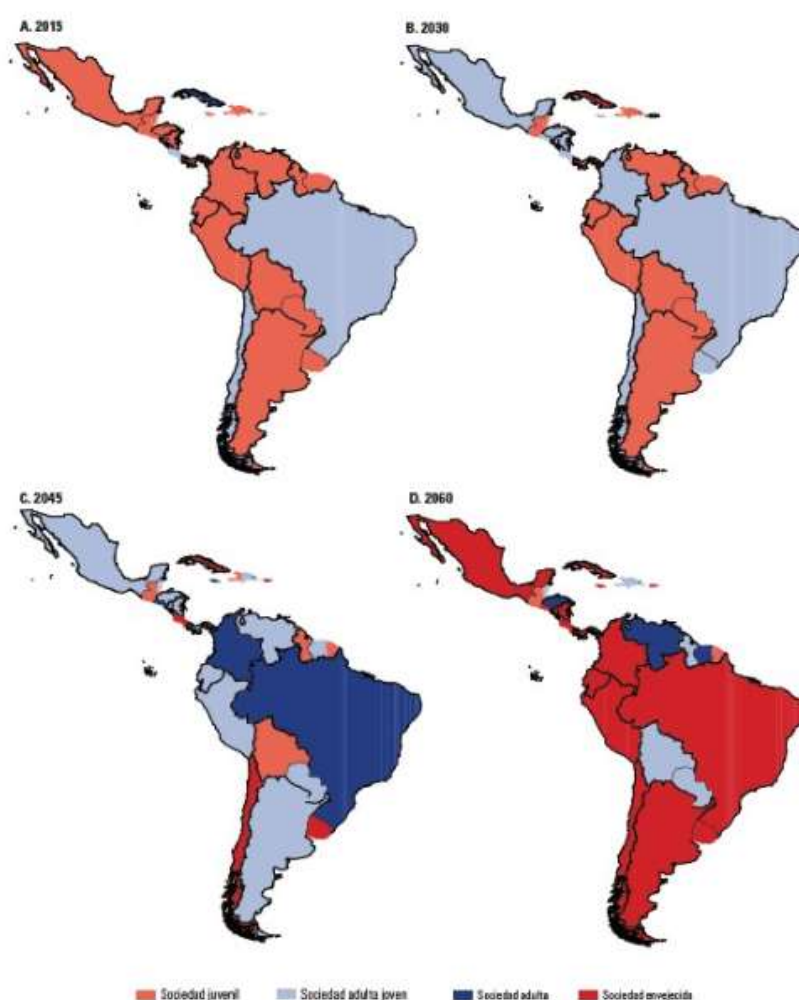 A. 2015
B. 2030
C. 2045
D. 2060
Sociedad juvenil
Sociedad adulta joven
Sociedad adulta
Sociedad envejecida